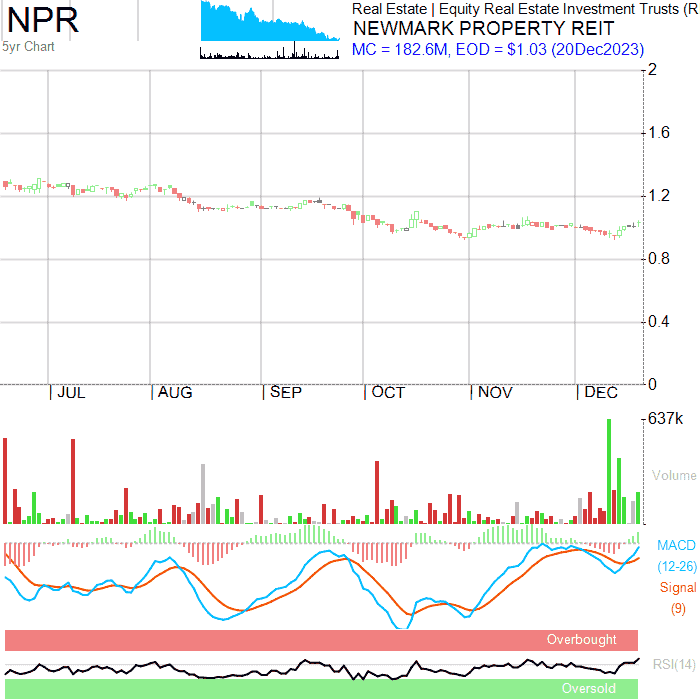 NPR
5yr Chart
Real Estate | Equity Real Estate Investment Trusts (R
NEWMARK PROPERTY REIT
MC = 182.6M, EOD = $1.03 (20Dec2023)
2
1.6
1.2
0.8
0.4
0
JUL AUG SEP OCT NOV DEC
637k
Volume
MACD
(12-26)
Signal
(9)
Overbought
RSI(14)
Oversold